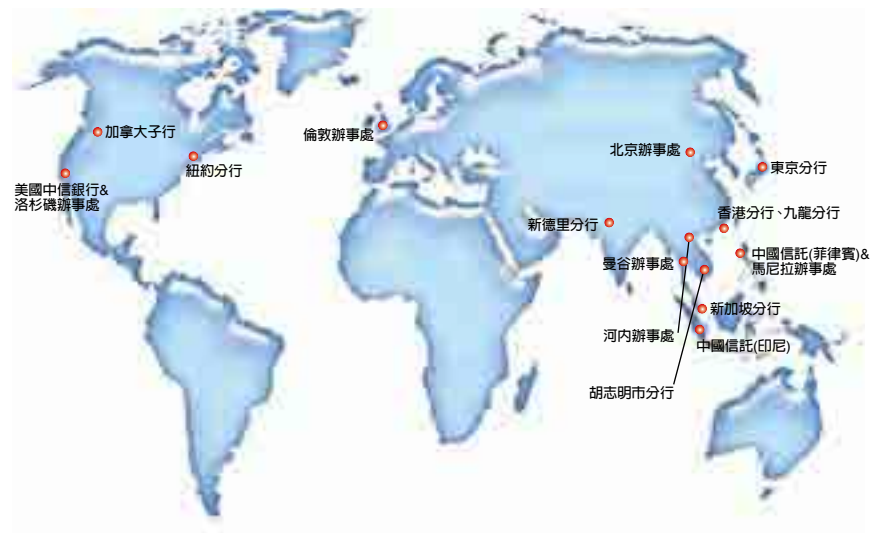 加拿大子行
倫敦辦事處
紐約分行
美國中信銀行&
洛杉磯辦事處
北京辦事處
東京分行
香港分行、九龍分行
新德里分行
曼谷辦事處
中國信託(菲律賓)&
馬尼拉辦事處
新加坡分行
河內辦事處
中國信託(印尼)
胡志明市分行